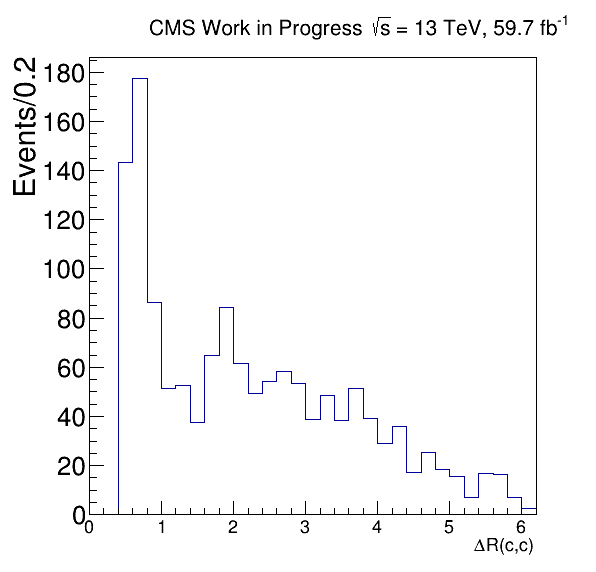 CMS Work in Progress √s = 13 TeV, 59.7 fb⁻¹
Events/0.2
180
160
140
120
100
80
60
40
20
0
0 1 2 3 4 5 6
ΔR(c,c)